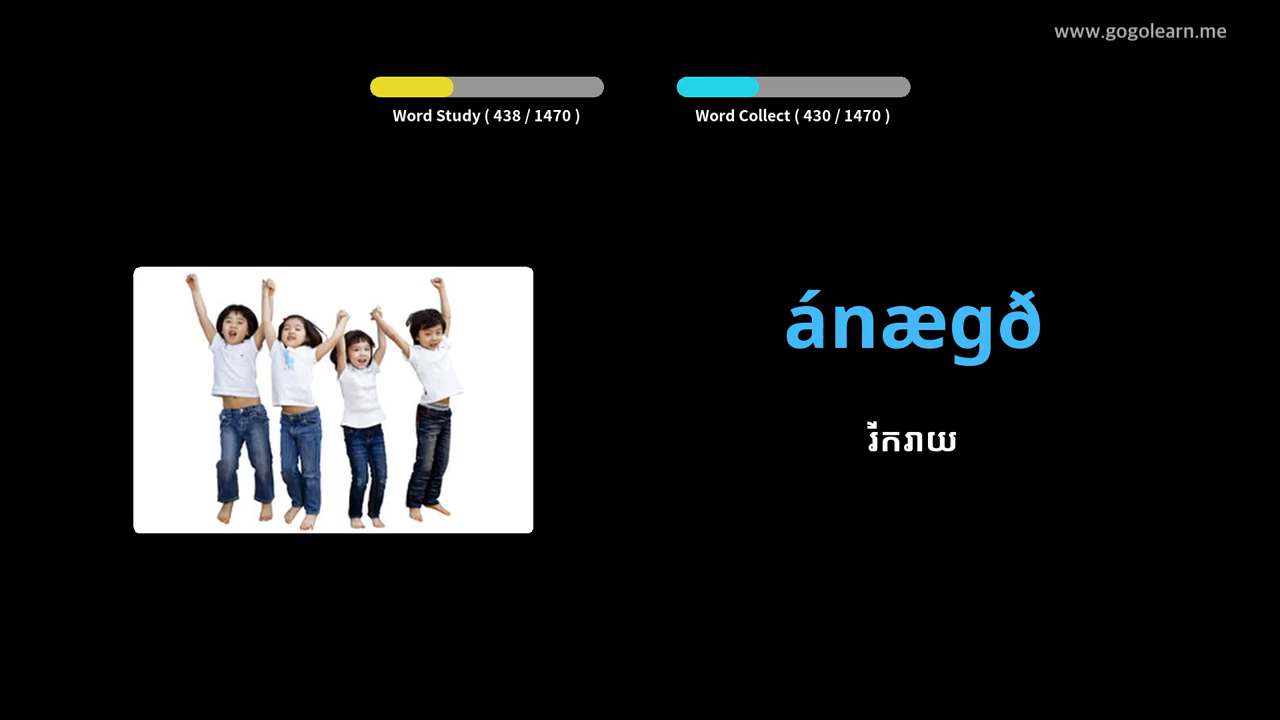 www.gogolearn.me
Word Study ( 438 / 1470 )
Word Collect ( 430 / 1470 )
ánægð
រីករាយ